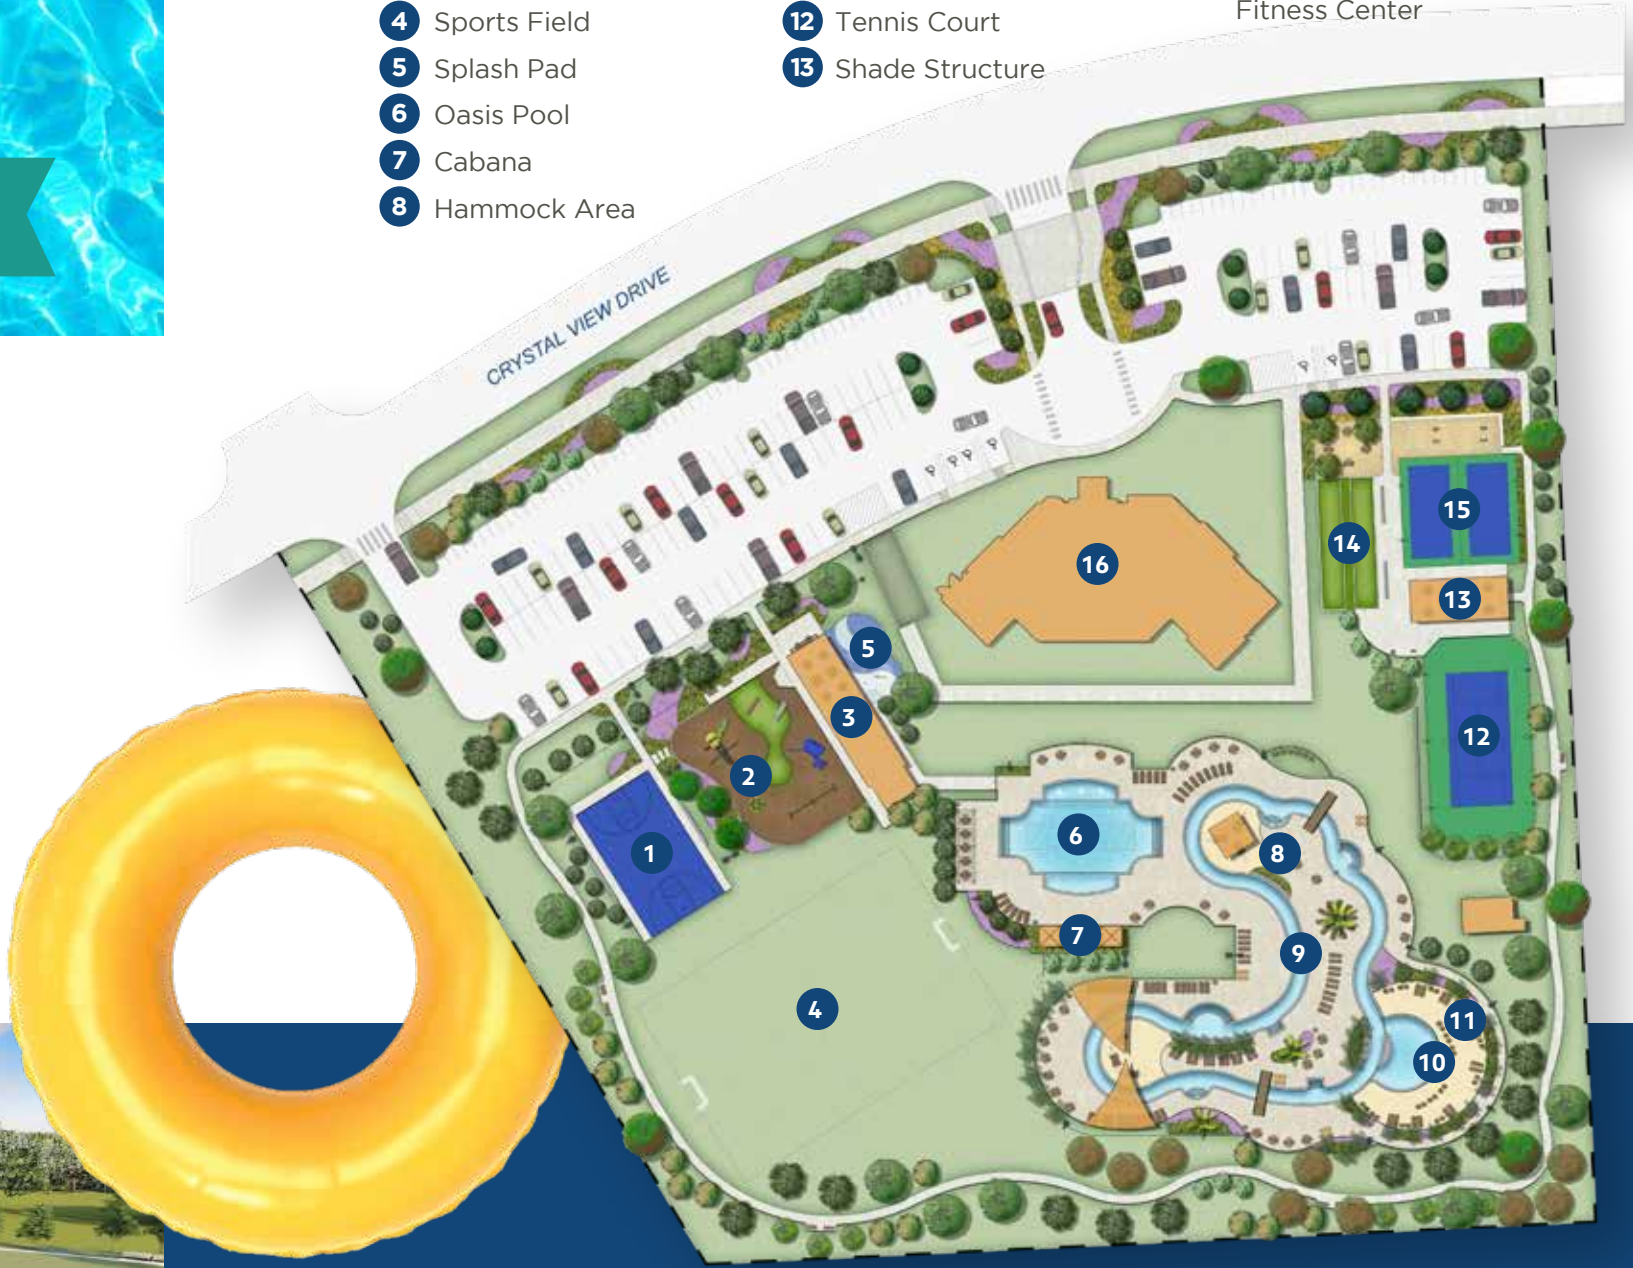 4 Sports Field
5 Splash Pad
6 Oasis Pool
7 Cabana
8 Hammock Area
12 Tennis Court
13 Shade Structure
Fitness Center
CRYSTAL VIEW DRIVE
15
14
16
13
5
3
12
2
6
1
8
7
9
4
11
10